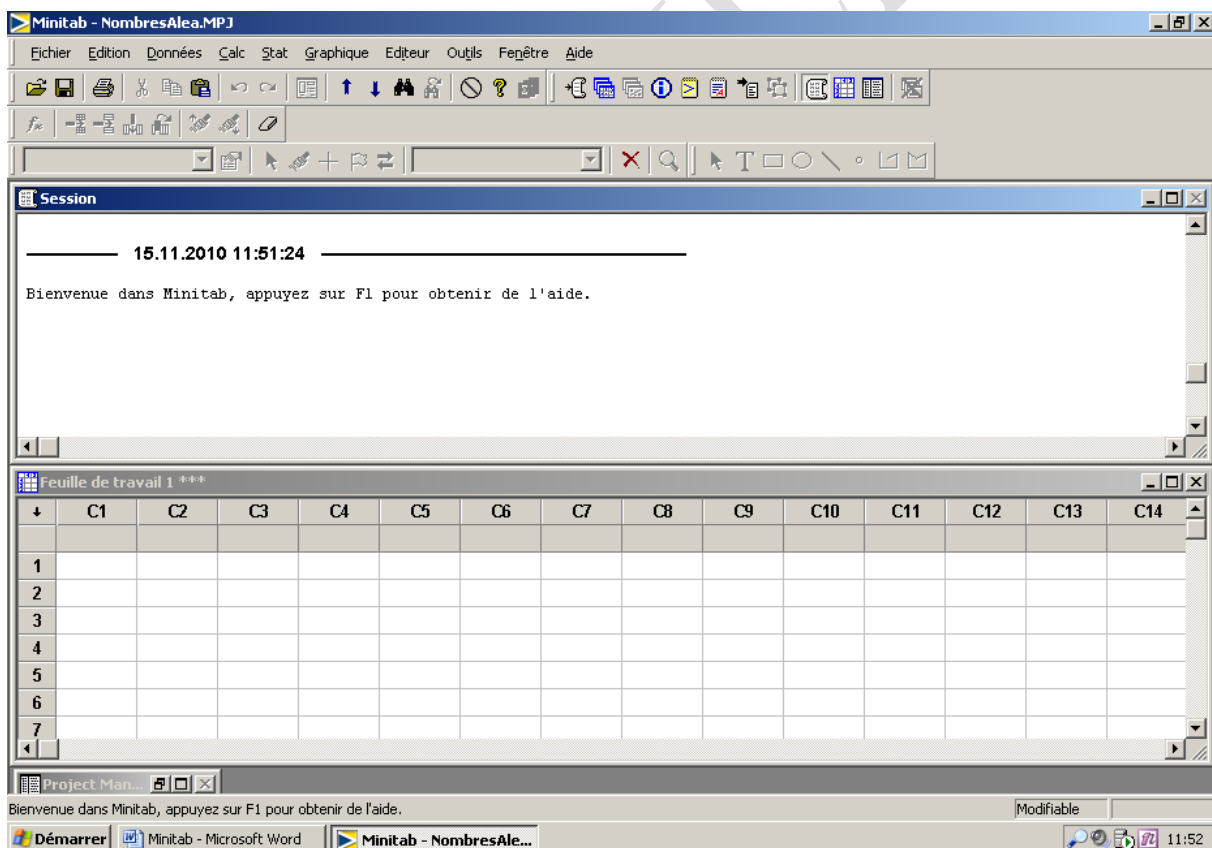 Minitab - NombresAlea.MPJ
Fichier Edition Données Calc Stat Graphique Editeur Outils Fenêtre Aide
Session
15.11.2010 11:51:24
Bienvenue dans Minitab, appuyez sur F1 pour obtenir de l'aide.
Feuille de travail 1 ***
C1 C2 C3 C4 C5 C6 C7 C8 C9 C10 C11 C12 C13 C14
1
2
3
4
5
6
7
Project Man...
Bienvenue dans Minitab, appuyez sur F1 pour obtenir de l'aide. Modifiable
Démarrer Minitab - Microsoft Word Minitab - NombresAle... 11:52